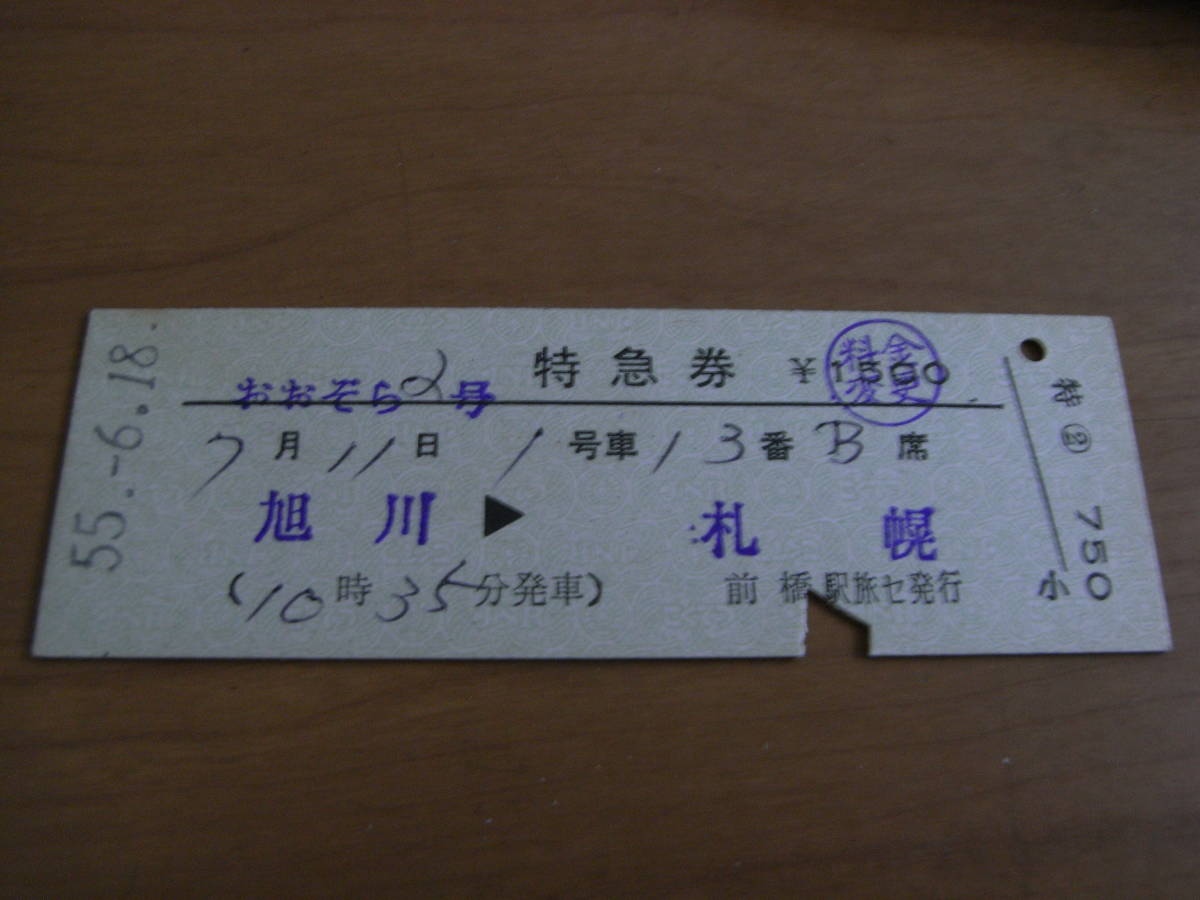 55.-6.18.
特急券 ¥1500
料金変更
おおぞら2号
7月11日 1号車 13番B席
旭川▶札幌
(10時35分発車) 前橋駅旅セ発行
特②
750
小